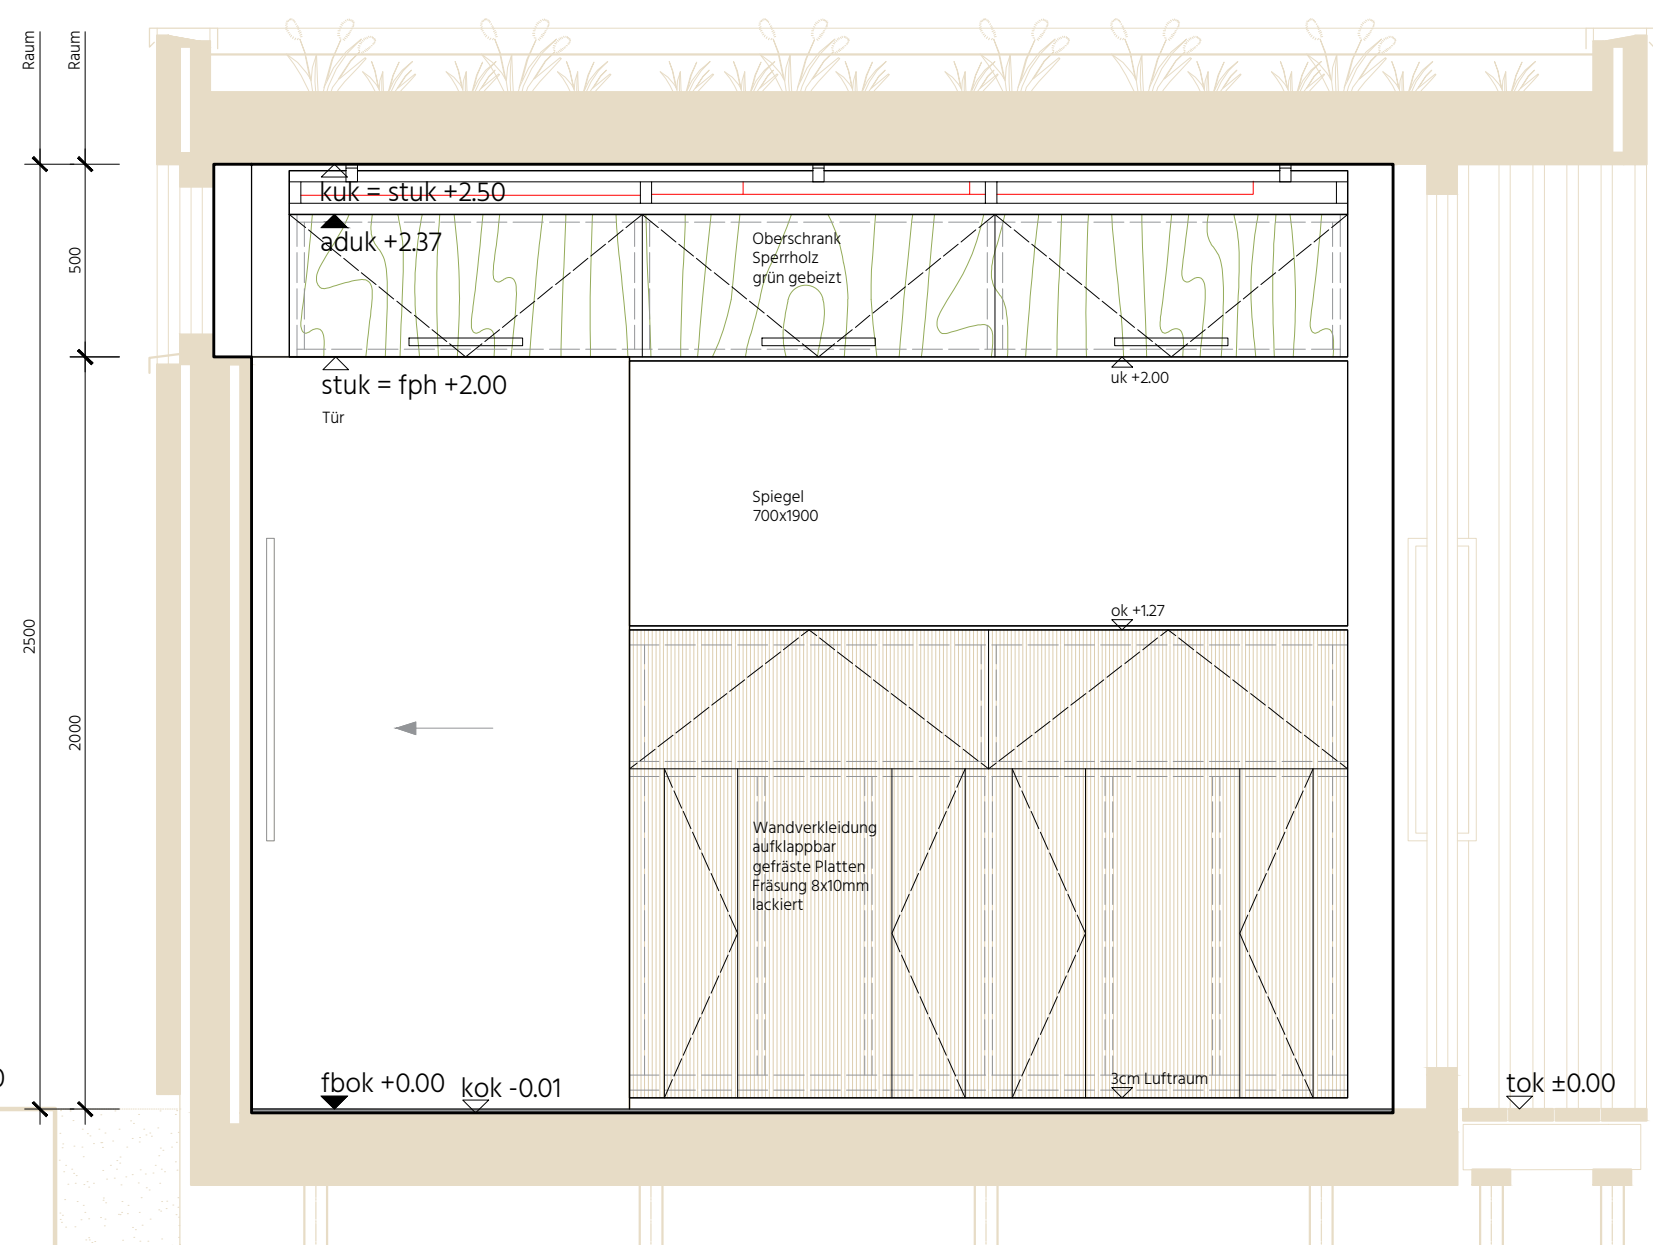 Raum
Raum
kuk = stuk +2.50
aduk +2.37
500
Oberschrank
Sperrholz
grün gebeizt
stuk = fph +2.00
uk +2.00
Tür
Spiegel
700x1900
ok +1.27
2500
2000
Wandverkleidung
aufklappbar
gefräste Platten
Fräsung 8x10mm
lackiert
fbok +0.00
kok -0.01
3cm Luftraum
tok ±0.00